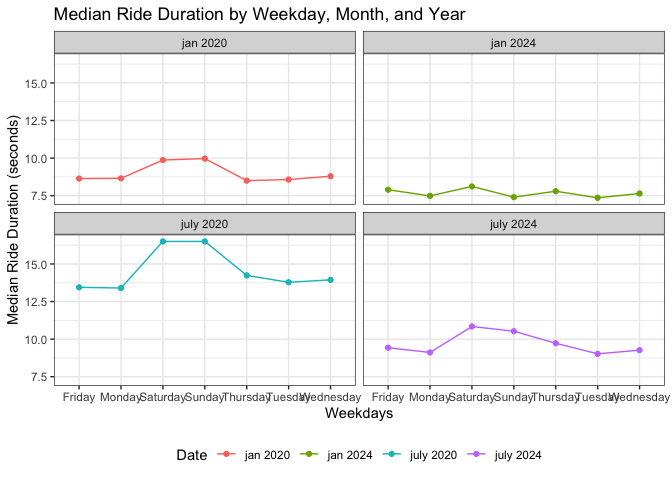 Median Ride Duration by Weekday, Month, and Year
jan 2020
jan 2024
15.0
12.5
10.0
7.5
july 2020
july 2024
15.0
12.5
10.0
7.5
Median Ride Duration (seconds)
Friday Monday Saturday Sunday Thursday Tuesday Wednesday
Friday Monday Saturday Sunday Thursday Tuesday Wednesday
Weekdays
Date jan 2020 jan 2024 july 2020 july 2024